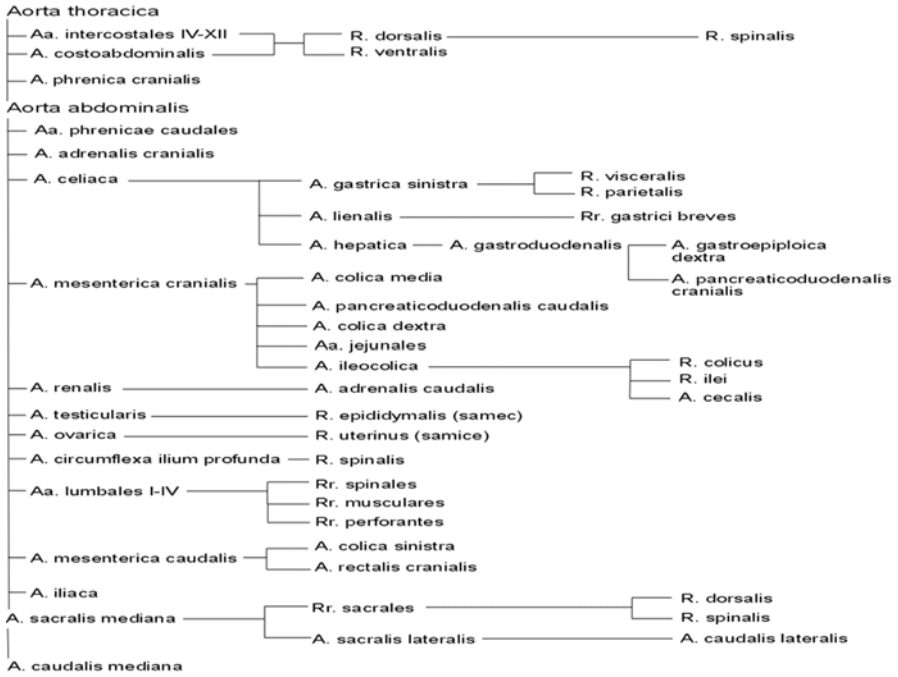 Aorta thoracica
Aa. intercostales IV-XII
R. dorsalis
R. spinalis
A. costoabdominalis
R. ventralis
A. phrenica cranialis
Aorta abdominalis
Aa. phrenicae caudales
A. adrenalis cranialis
A. celiaca
A. gastrica sinistra
R. visceralis
R. parietalis
A. lienalis
Rr. gastrici breves
A. hepatica
A. gastroduodenalis
A. gastroepiploica
dextra
A. pancreaticoduodenalis
cranialis
A. mesenterica cranialis
A. colica media
A. pancreaticoduodenalis caudalis
A. colica dextra
Aa. jejunales
A. ileocolica
R. colicus
R. ilei
A. cecalis
A. renalis
A. adrenalis caudalis
A. testicularis
R. epididymalis (samec)
A. ovarica
R. uterinus (samice)
A. circumflexa ilium profunda
R. spinalis
Aa. lumbales I-IV
Rr. spinales
Rr. musculares
Rr. perforantes
A. mesenterica caudalis
A. colica sinistra
A. rectalis cranialis
A. iliaca
A. sacralis mediana
Rr. sacrales
R. dorsalis
R. spinalis
A. sacralis lateralis
A. caudalis lateralis
A. caudalis mediana